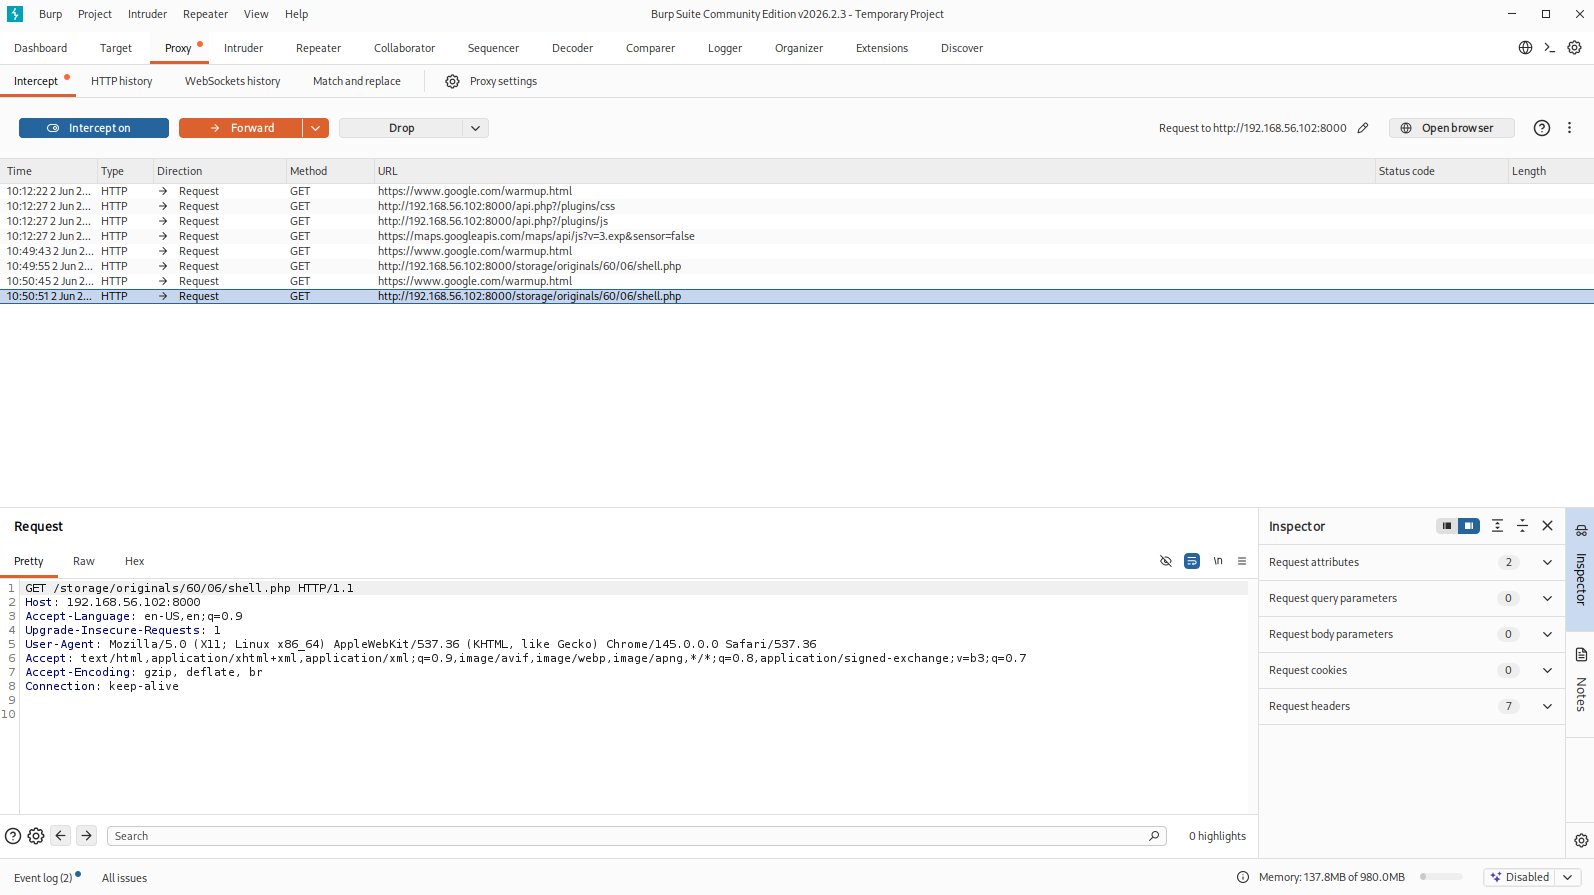 Burp Project Intruder Repeater View Help Burp Suite Community Edition v2026.2.3 - Temporary Project
Dashboard Target Proxy Intruder Repeater Collaborator Sequencer Decoder Comparer Logger Organizer Extensions Discover
Intercept HTTP history WebSockets history Match and replace Proxy settings
Intercept on Forward Drop Request to http://192.168.56.102:8000 Open browser
Time Type Direction Method URL Status code Length
10:12:22 2 Jun 2... HTTP → Request GET https://www.google.com/warmup.html
10:12:27 2 Jun 2... HTTP → Request GET http://192.168.56.102:8000/api.php?/plugins/css
10:12:27 2 Jun 2... HTTP → Request GET http://192.168.56.102:8000/api.php?/plugins/js
10:12:27 2 Jun 2... HTTP → Request GET https://maps.googleapis.com/maps/api/js?v=3.exp&sensor=false
10:49:43 2 Jun 2... HTTP → Request GET https://www.google.com/warmup.html
10:49:55 2 Jun 2... HTTP → Request GET http://192.168.56.102:8000/storage/originals/60/06/shell.php
10:50:45 2 Jun 2... HTTP → Request GET https://www.google.com/warmup.html
10:50:51 2 Jun 2... HTTP → Request GET http://192.168.56.102:8000/storage/originals/60/06/shell.php
Request
Pretty Raw Hex \n
1 GET /storage/originals/60/06/shell.php HTTP/1.1
2 Host: 192.168.56.102:8000
3 Accept-Language: en-US,en;q=0.9
4 Upgrade-Insecure-Requests: 1
5 User-Agent: Mozilla/5.0 (X11; Linux x86_64) AppleWebKit/537.36 (KHTML, like Gecko) Chrome/145.0.0.0 Safari/537.36
6 Accept: text/html,application/xhtml+xml,application/xml;q=0.9,image/avif,image/webp,image/apng,*/*;q=0.8,application/signed-exchange;v=b3;q=0.7
7 Accept-Encoding: gzip, deflate, br
8 Connection: keep-alive
9
10
Search 0 highlights
Inspector
Request attributes 2
Request query parameters 0
Request body parameters 0
Request cookies 0
Request headers 7
Inspector
Notes
Event log (2) All issues Memory: 137.8MB of 980.0MB Disabled